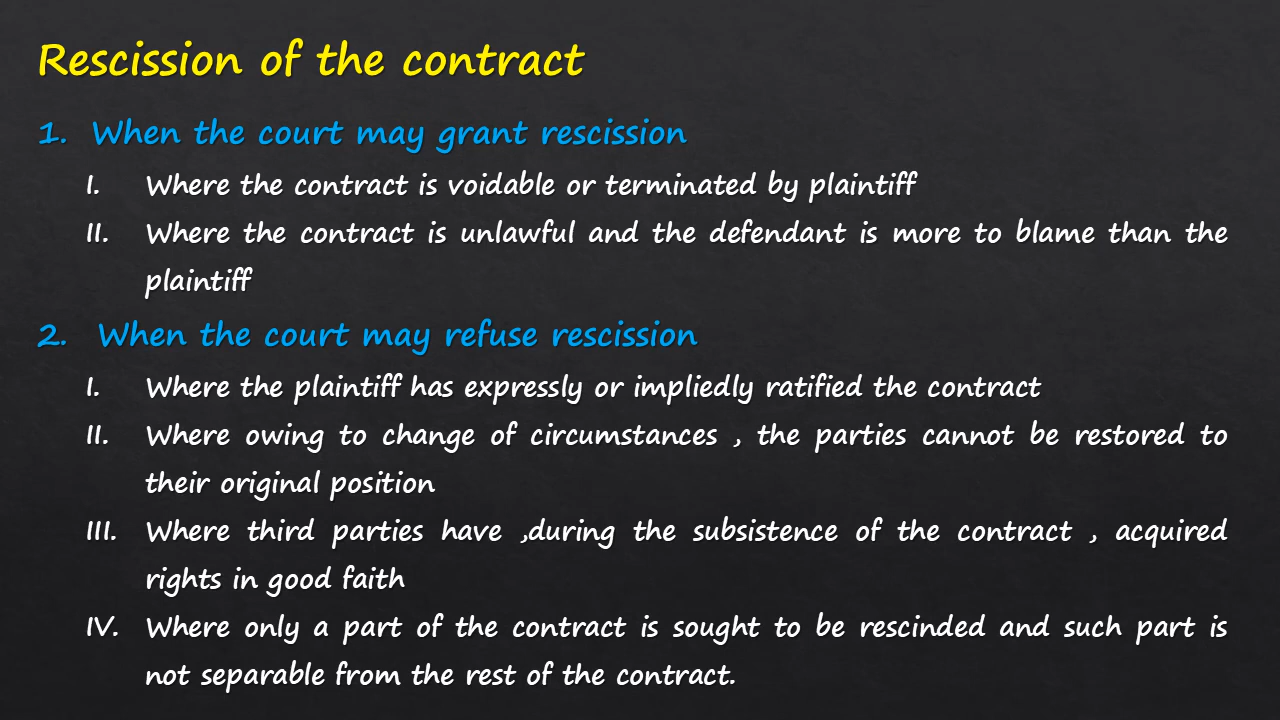 Rescission of the contract
1. When the court may grant rescission
I. Where the contract is voidable or terminated by plaintiff
II. Where the contract is unlawful and the defendant is more to blame than the
plaintiff
2. When the court may refuse rescission
I. Where the plaintiff has expressly or impliedly ratified the contract
II. Where owing to change of circumstances , the parties cannot be restored to
their original position
III. Where third parties have ,during the subsistence of the contract , acquired
rights in good faith
IV. Where only a part of the contract is sought to be rescinded and such part is
not separable from the rest of the contract.